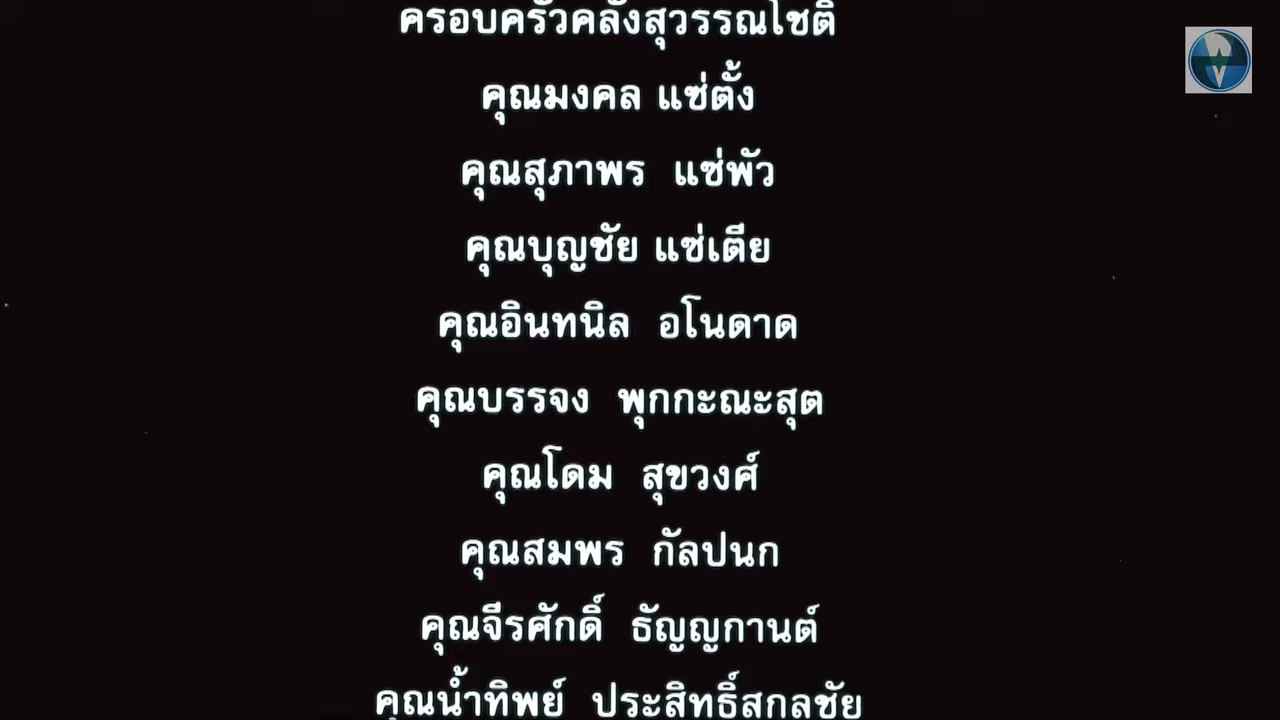 ครอบครัวคลังสุวรรณโชติ
คุณมงคล แซ่ตั้ง
คุณสุภาพร แซ่พัว
คุณบุญชัย แซ่เตีย
คุณอินทนิล อโนดาด
คุณบรรจง พุกกะณะสุต
คุณโดม สุขวงศ์
คุณสมพร กัลปนก
คุณจีรศักดิ์ ธัญญกานต์
คุณน้ำทิพย์ ประสิทธิ์สกลชัย